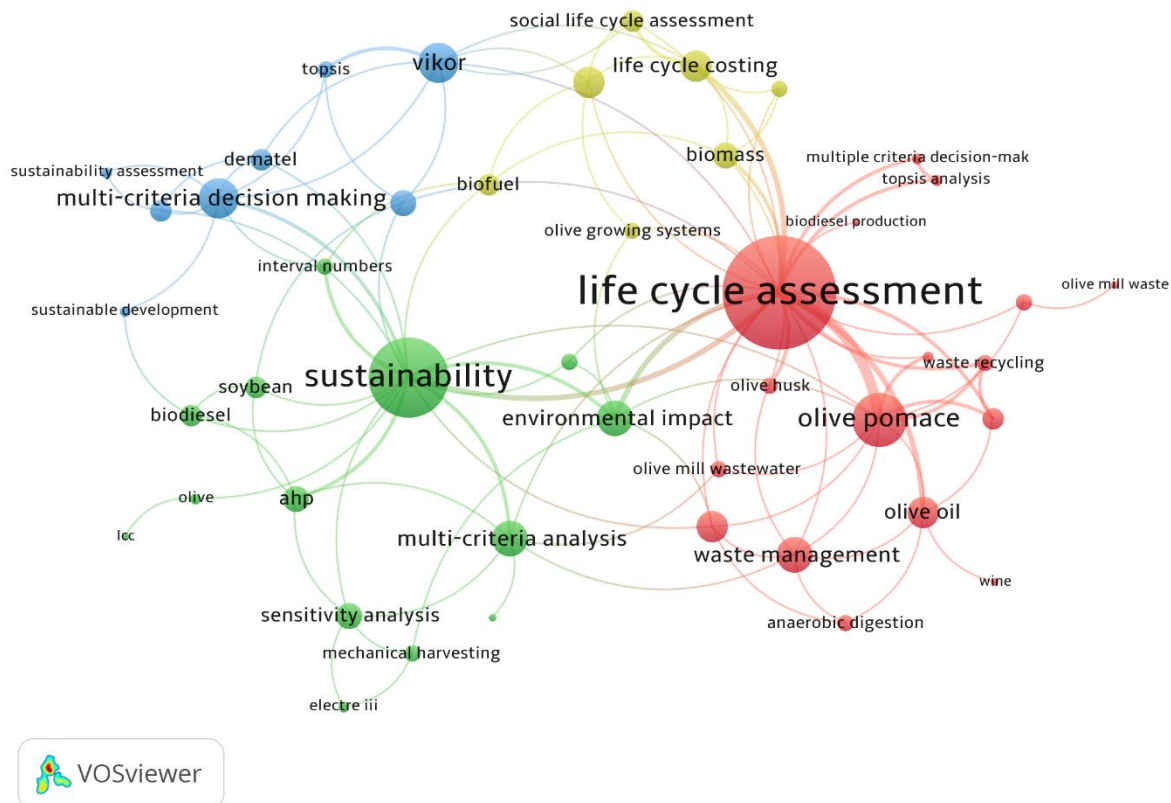 social life cycle assessment
life cycle costing
vikor
topsis
dematel
sustainability assessment
multi-criteria decision making
biofuel
biomass
multiple criteria decision-mak
topsis analysis
biodiesel production
olive growing systems
interval numbers
life cycle assessment
olive mill waste
sustainable development
sustainability
waste recycling
olive husk
soybean
biodiesel
environmental impact
olive pomace
olive mill wastewater
olive
ahp
olive oil
lcc
multi-criteria analysis
waste management
wine
sensitivity analysis
anaerobic digestion
mechanical harvesting
electre iii
VOSviewer